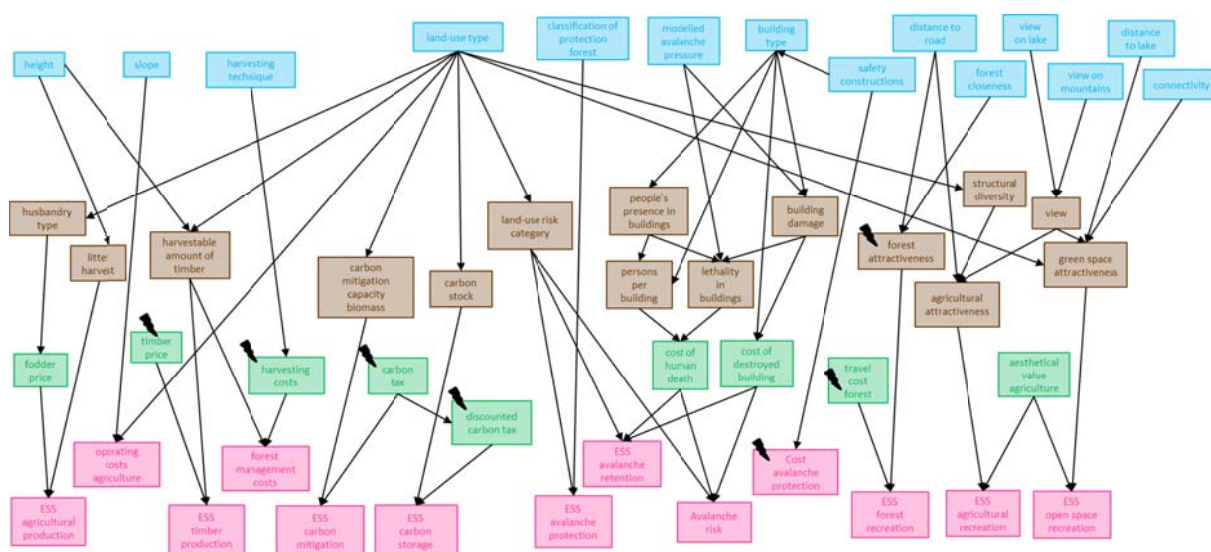 land-use type
classification of
protection forest
modelled
avalanche
pressure
building
type
distance to
road
view
on lake
distance
to lake
height
slope
harvesting
technique
safety
constructions
forest
closeness
view on
mountains
connectivity
husbandry
type
litter
harvest
harvestable
amount of
timber
carbon
mitigation
capacity
biomass
carbon
stock
land-use risk
category
people's
presence in
buildings
building
damage
persons
per
building
lethality
in
buildings
structural
diversity
view
forest
attractiveness
green space
attractiveness
agricultural
attractiveness
fodder
price
timber
price
harvesting
costs
carbon
tax
discounted
carbon tax
cost of
human
death
cost of
destroyed
building
travel
cost
forest
aesthetical
value
agriculture
operating
costs
agriculture
forest
management
costs
ESS
avalanche
retention
Cost
avalanche
protection
ESS
agricultural
production
ESS
timber
production
ESS
carbon
mitigation
ESS
carbon
storage
ESS
avalanche
protection
Avalanche
risk
ESS
forest
recreation
ESS
agricultural
recreation
ESS
open space
recreation